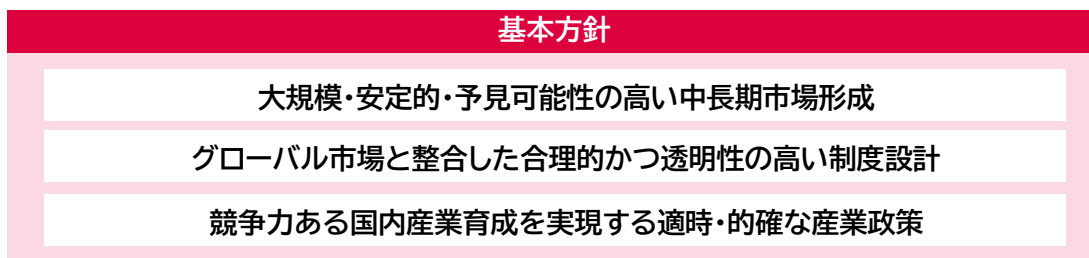 基本方針
大規模・安定的・予見可能性の高い中長期市場形成
グローバル市場と整合した合理的かつ透明性の高い制度設計
競争力ある国内産業育成を実現する適時・的確な産業政策